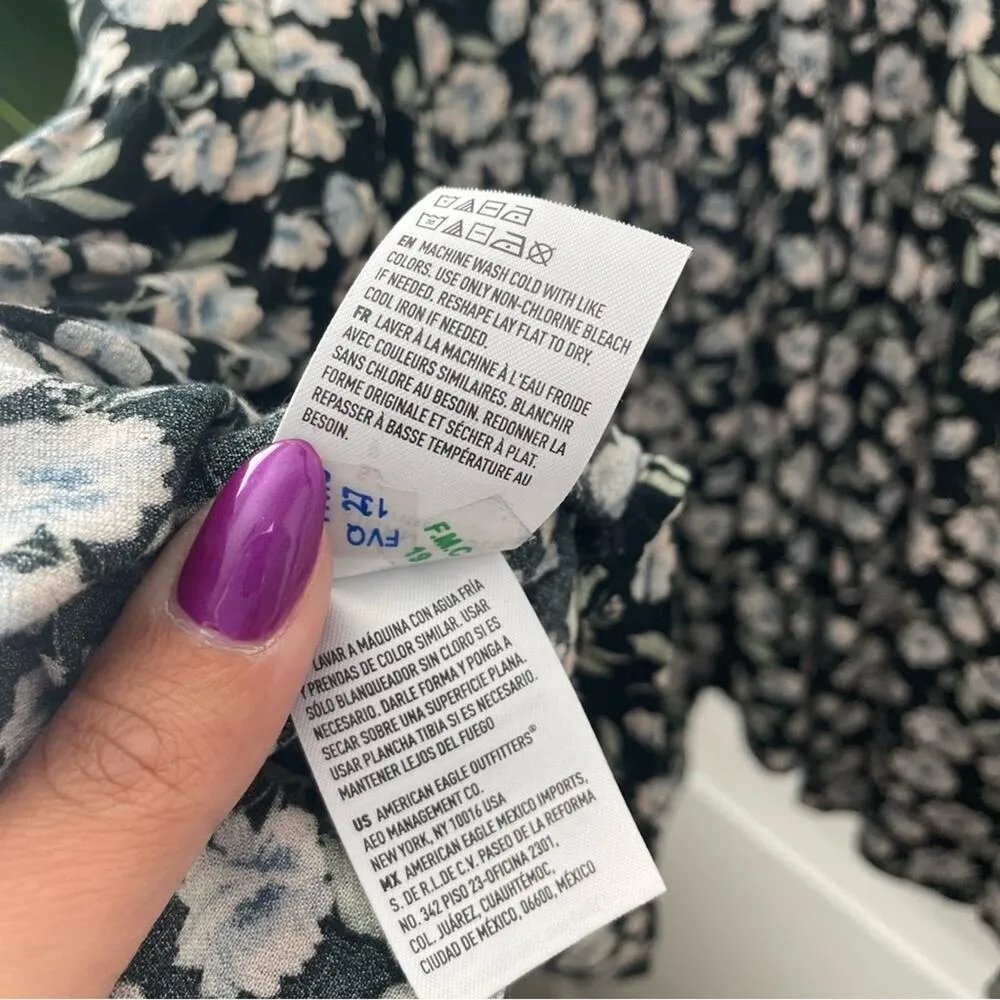 EN MACHINE WASH COLD WITH LIKE
COLORS. USE ONLY NON-CHLORINE BLEACH
IF NEEDED. RESHAPE LAY FLAT TO DRY.
COOL IRON IF NEEDED.
FR LAVER À LA MACHINE À L'EAU FROIDE
AVEC COULEURS SIMILAIRES. BLANCHIR
SANS CHLORE AU BESOIN. REDONNER LA
FORME ORIGINALE ET SÉCHER À PLAT.
REPASSER À BASSE TEMPÉRATURE AU
BESOIN.
FVQ
F.M.C
19
LAVAR A MÁQUINA CON AGUA FRÍA
Y PRENDAS DE COLOR SIMILAR. USAR
SÓLO BLANQUEADOR SIN CLORO SI ES
NECESARIO. DARLE FORMA Y PONGA A
SECAR SOBRE UNA SUPERFICIE PLANA.
USAR PLANCHA TIBIA SI ES NECESARIO.
MANTENER LEJOS DEL FUEGO
US AMERICAN EAGLE OUTFITTERS®
AEO MANAGEMENT CO.
NEW YORK, NY 10016 USA
MX AMERICAN EAGLE MEXICO IMPORTS,
S. DE R.L.DE C.V. PASEO DE LA REFORMA
NO. 342 PISO 23-OFICINA 2301,
COL. JUÁREZ, CUAUHTÉMOC,
CIUDAD DE MÉXICO, 06600, MÉXICO